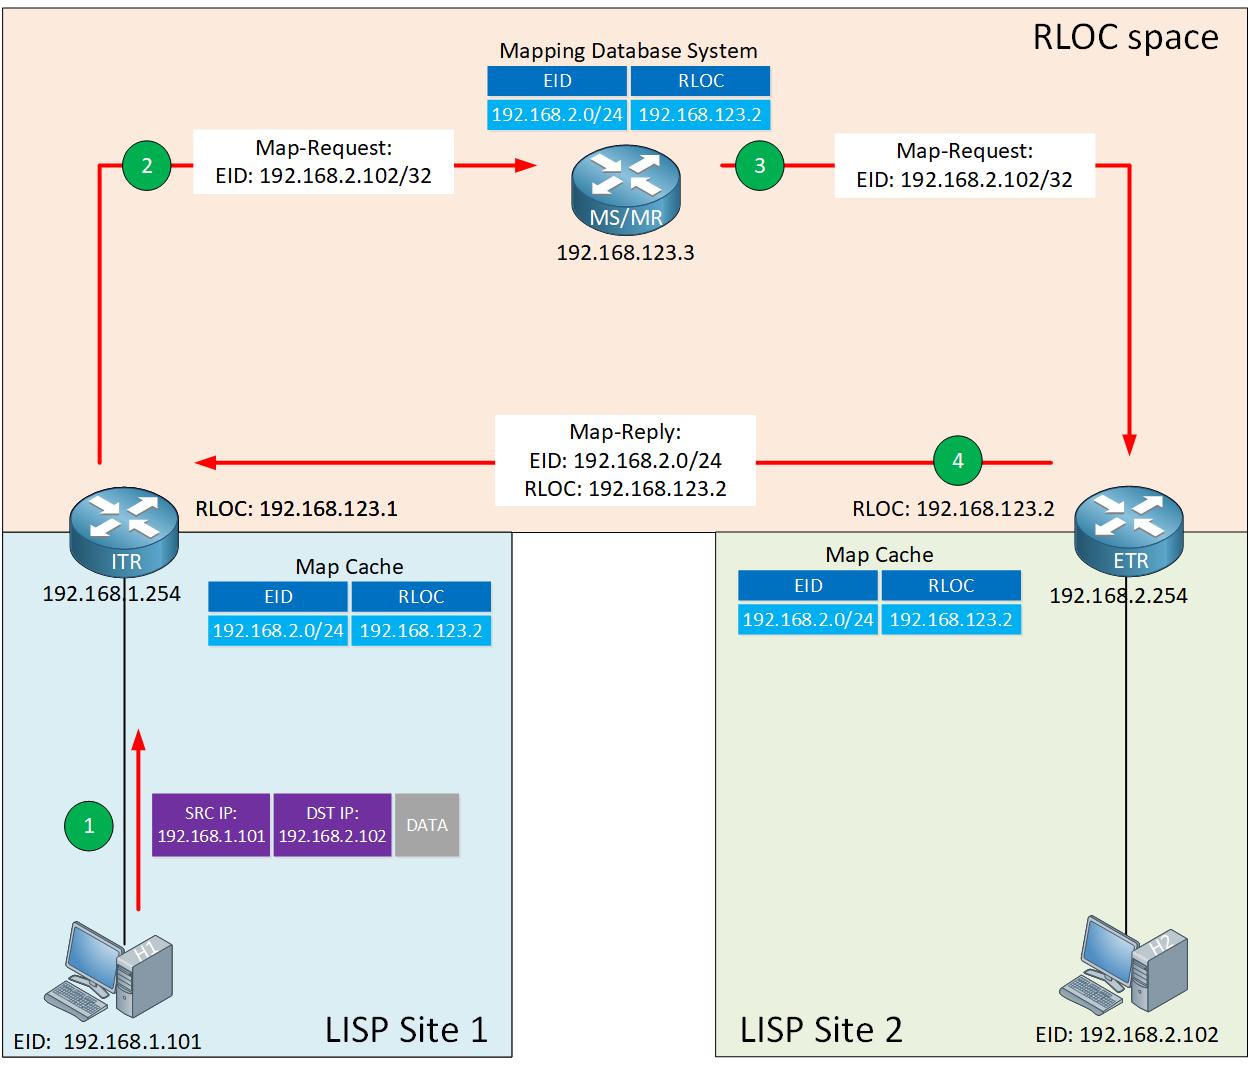 RLOC space
Mapping Database System
EID RLOC
192.168.2.0/24 192.168.123.2
2
Map-Request:
EID: 192.168.2.102/32
MS/MR
192.168.123.3
3
Map-Request:
EID: 192.168.2.102/32
Map-Reply:
EID: 192.168.2.0/24
RLOC: 192.168.123.2
4
RLOC: 192.168.123.1
ITR
192.168.1.254
RLOC: 192.168.123.2
ETR
192.168.2.254
Map Cache
EID RLOC
192.168.2.0/24 192.168.123.2
Map Cache
EID RLOC
192.168.2.0/24 192.168.123.2
1
SRC IP:
192.168.1.101
DST IP:
192.168.2.102
DATA
H1
EID: 192.168.1.101
LISP Site 1
LISP Site 2
H2
EID: 192.168.2.102